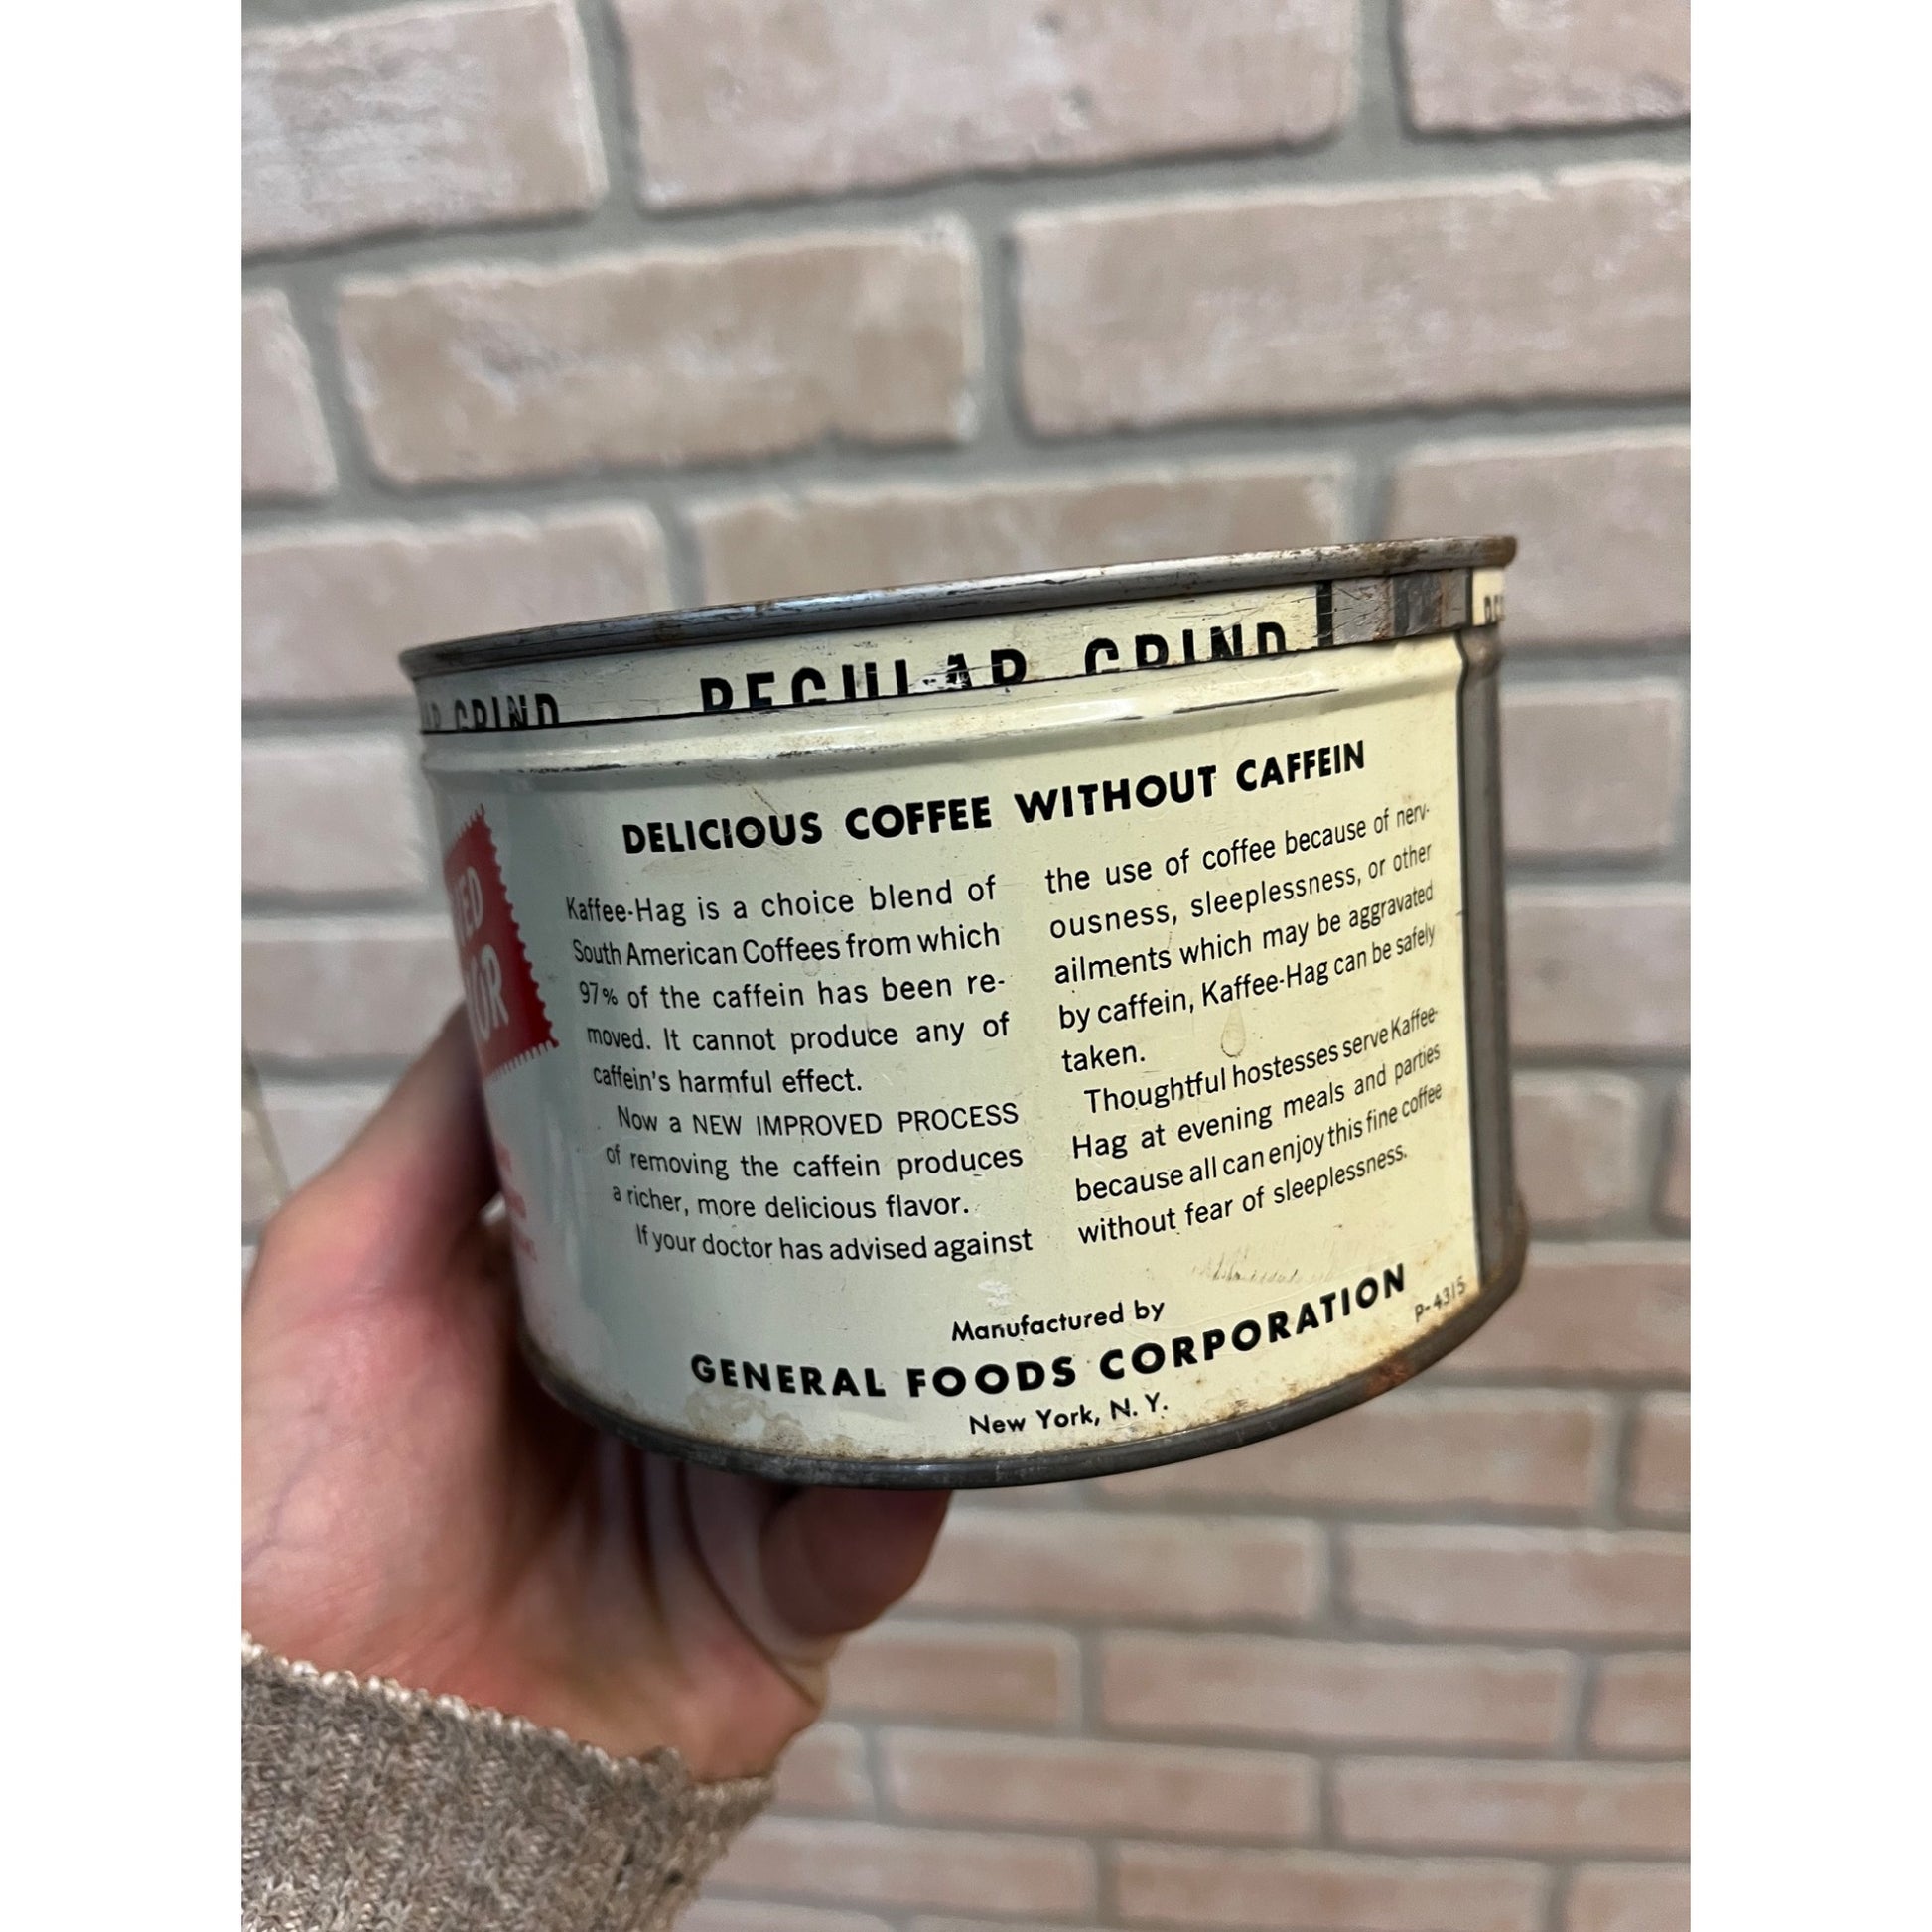 REGULAR GRIND
GRIND
DELICIOUS COFFEE WITHOUT CAFFEIN
Kaffee-Hag is a choice blend of
South American Coffees from which
97% of the caffein has been re-
moved. It cannot produce any of
caffein's harmful effect.
Now a NEW IMPROVED PROCESS
of removing the caffein produces
a richer, more delicious flavor.
If your doctor has advised against
the use of coffee because of nerv-
ousness, sleeplessness, or other
ailments which may be aggravated
by caffein, Kaffee-Hag can be safely
taken.
Thoughtful hostesses serve Kaffee-
Hag at evening meals and parties
because all can enjoy this fine coffee
without fear of sleeplessness.
Manufactured by
GENERAL FOODS CORPORATION
New York, N. Y.
P-4315